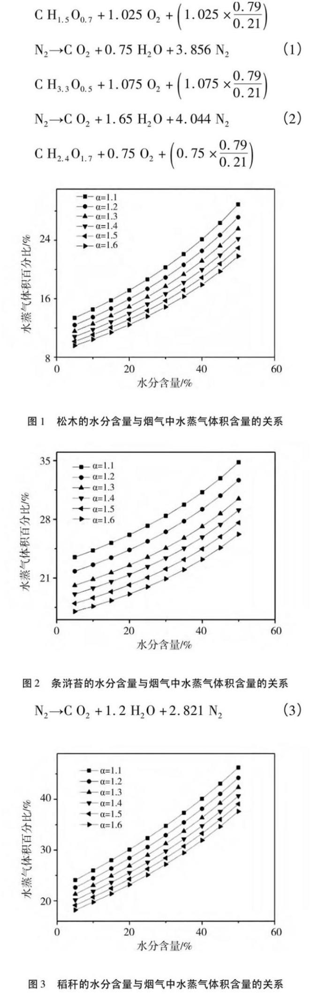 C H₁.₅O₀.₇ +1.025 O₂ + (1.025 × 0.79/0.21)
N₂→C O₂ +0.75 H₂O +3.856 N₂ (1)
C H₃.₃O₀.₅ +1.075 O₂ + (1.075 × 0.79/0.21)
N₂→C O₂ +1.65 H₂O +4.044 N₂ (2)
C H₂.₄O₁.₇ +0.75 O₂ + (0.75 × 0.79/0.21)
α=1.1
α=1.2
α=1.3
α=1.4
α=1.5
α=1.6
水蒸气体积百分比/%
24
16
8
0 20 40 60
水分含量/%
图 1 松木的水分含量与烟气中水蒸气体积含量的关系
35
α=1.1
α=1.2
α=1.3
α=1.4
α=1.5
α=1.6
水蒸气体积百分比/%
28
21
0 20 40 60
水分含量/%
图 2 条浒苔的水分含量与烟气中水蒸气体积含量的关系
N₂→C O₂ +1.2 H₂O +2.821 N₂ (3)
α=1.1
α=1.2
α=1.3
α=1.4
α=1.5
α=1.6
水蒸气体积百分比/%
40
30
20
0 20 40 60
水分含量/%
图 3 稻秆的水分含量与烟气中水蒸气体积含量的关系